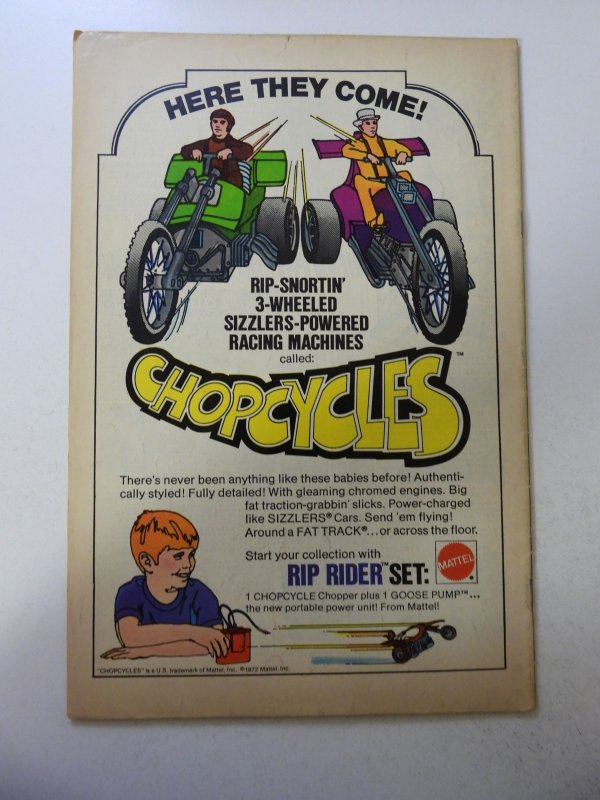 HERE THEY COME!
RIP-SNORTIN'
3-WHEELED
SIZZLERS-POWERED
RACING MACHINES
called:
CHOPCYCLES™
There's never been anything like these babies before! Authenti-
cally styled! Fully detailed! With gleaming chromed engines. Big
fat traction-grabbin' slicks. Power-charged
like SIZZLERS® Cars. Send 'em flying!
Around a FAT TRACK®...or across the floor.
Start your collection with
RIP RIDER™ SET:
MATTEL®
1 CHOPCYCLE Chopper plus 1 GOOSE PUMP™...
the new portable power unit! From Mattel!
"CHOPCYCLES" is a U.S. trademark of Mattel, Inc. ©1972 Mattel, Inc.